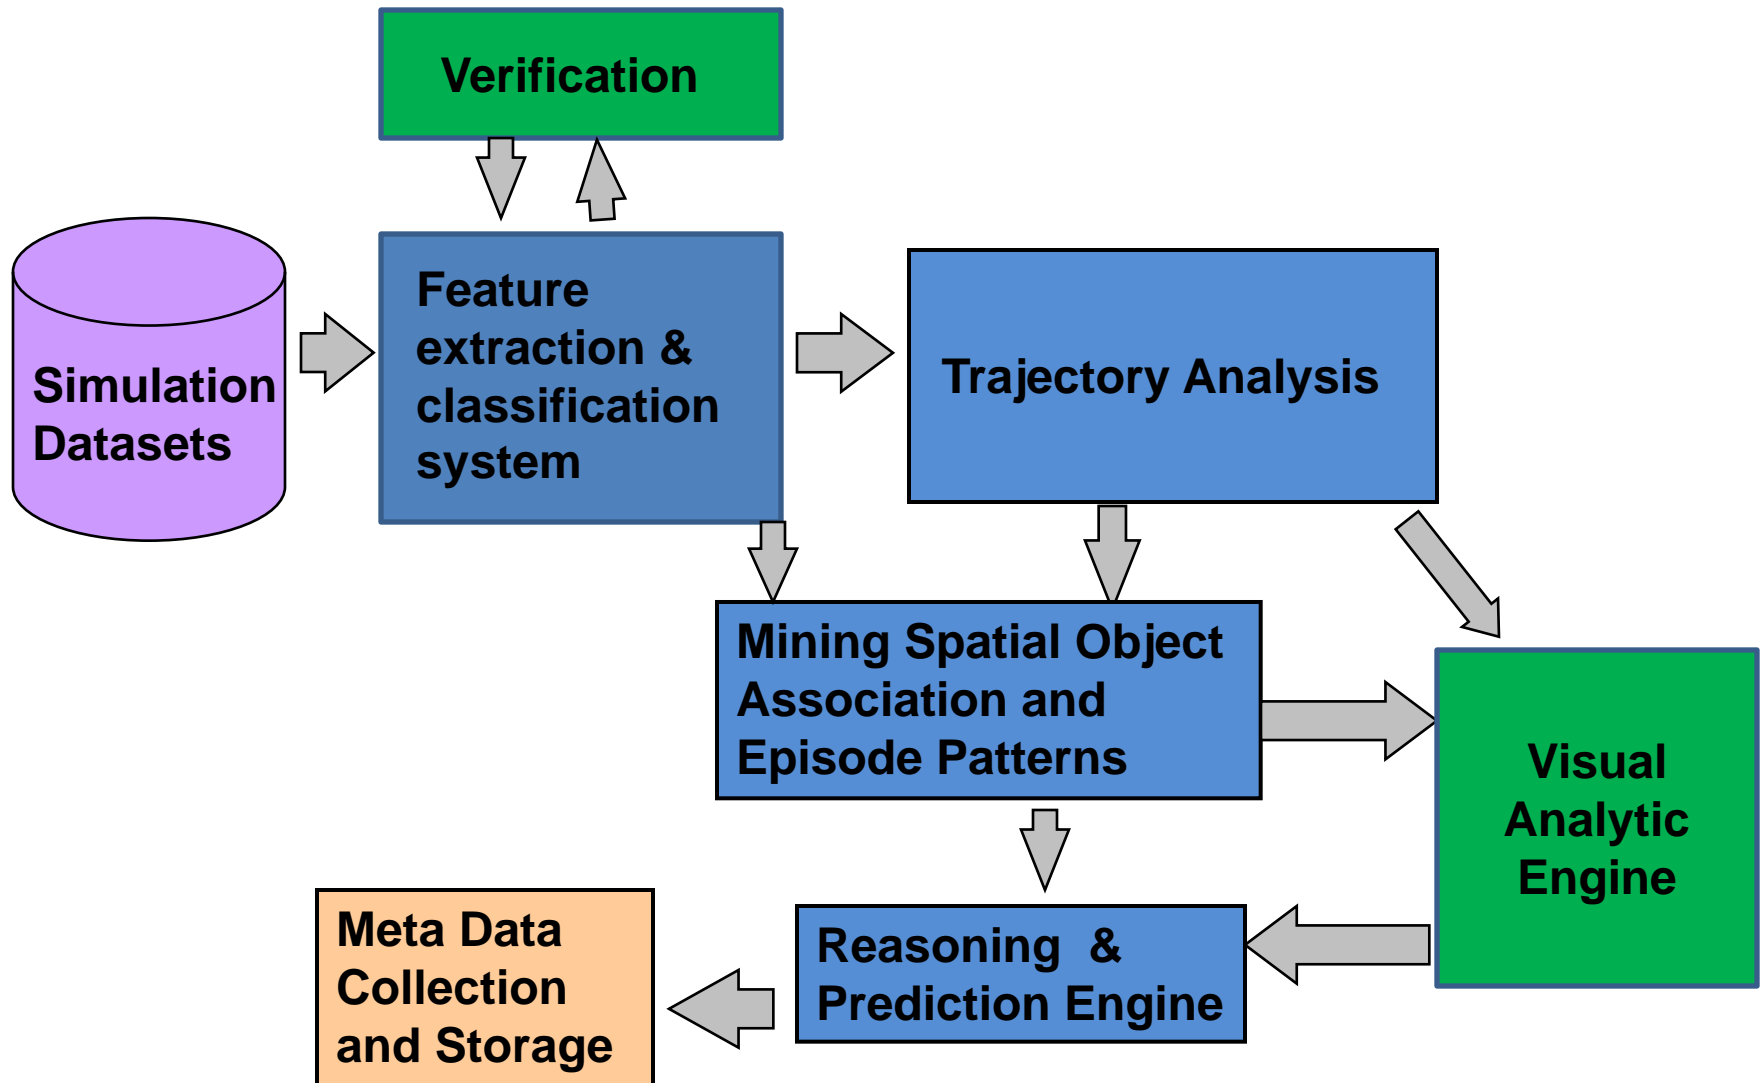 Verification
Feature
extraction &
classification
system
Simulation
Datasets
Trajectory Analysis
Mining Spatial Object
Association and
Episode Patterns
Visual
Analytic
Engine
Meta Data
Collection
and Storage
Reasoning  &
Prediction Engine